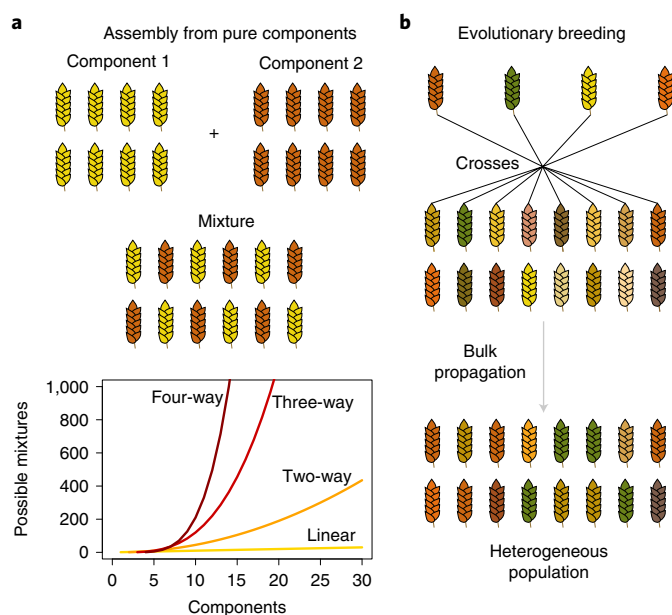 a
Assembly from pure components
Component 1
Component 2
+
Mixture
1,000
800
600
400
200
0
Possible mixtures
Four-way
Three-way
Two-way
Linear
0 5 10 15 20 25 30
Components
b
Evolutionary breeding
Crosses
Bulk
propagation
Heterogeneous
population